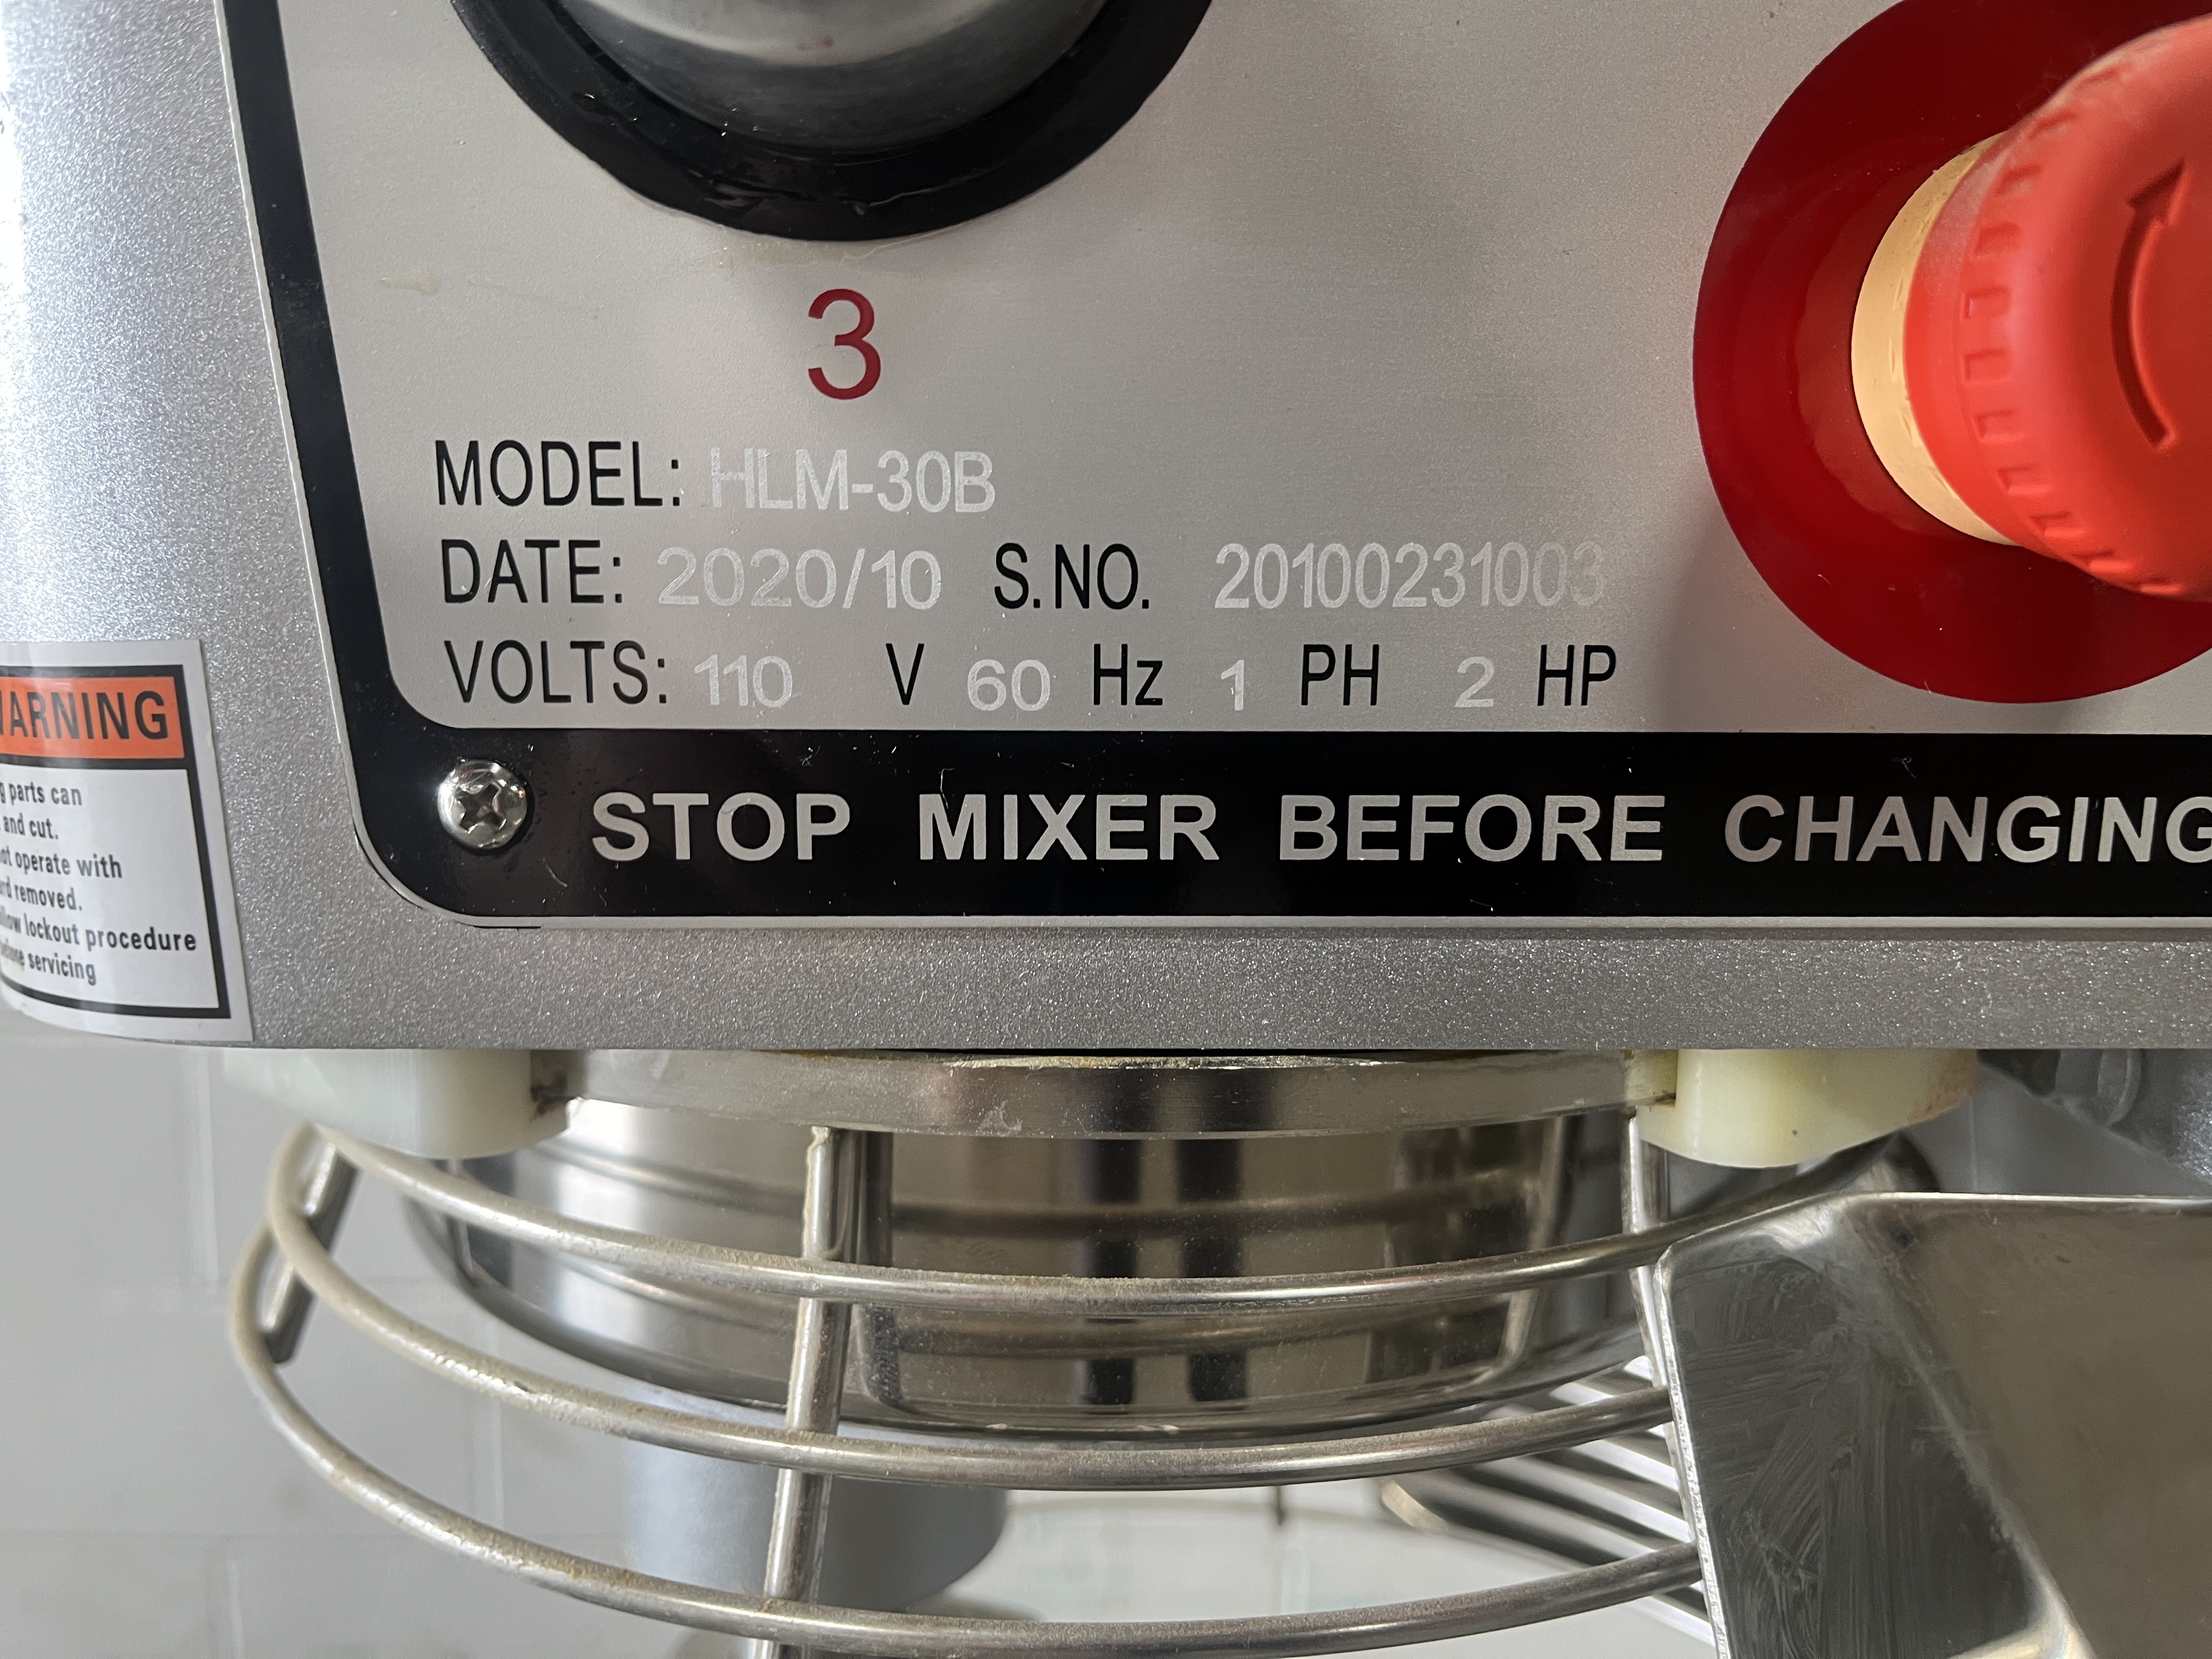 3
MODEL: HLM-30B
DATE: 2020/10 S.NO. 20100231003
VOLTS: 110 V 60 Hz 1 PH 2 HP
STOP MIXER BEFORE CHANGING
WARNING
parts can
and cut.
operate with
removed.
lockout procedure
servicing